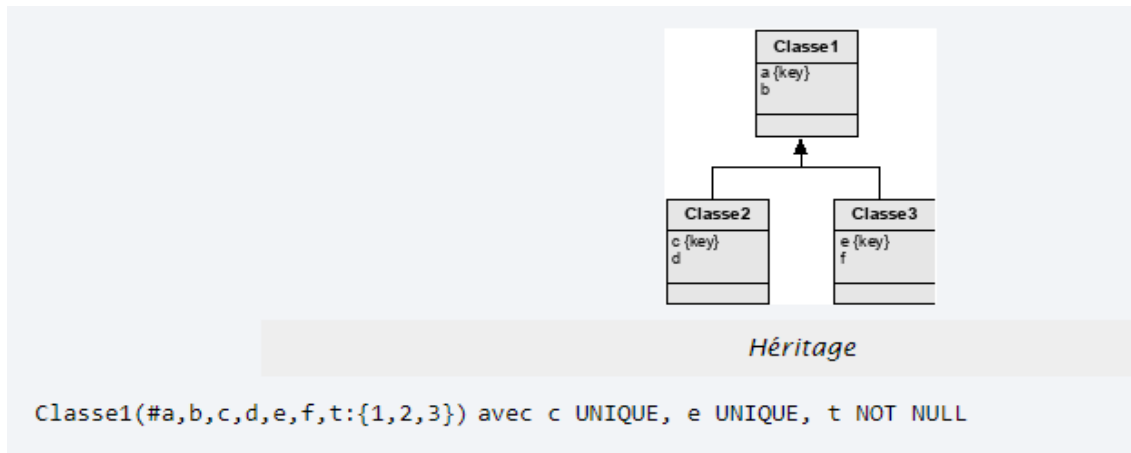 Classe1
a {key}
b
Classe2
c {key}
d
Classe3
e {key}
f
Héritage
Classe1(#a,b,c,d,e,f,t:{1,2,3}) avec c UNIQUE, e UNIQUE, t NOT NULL